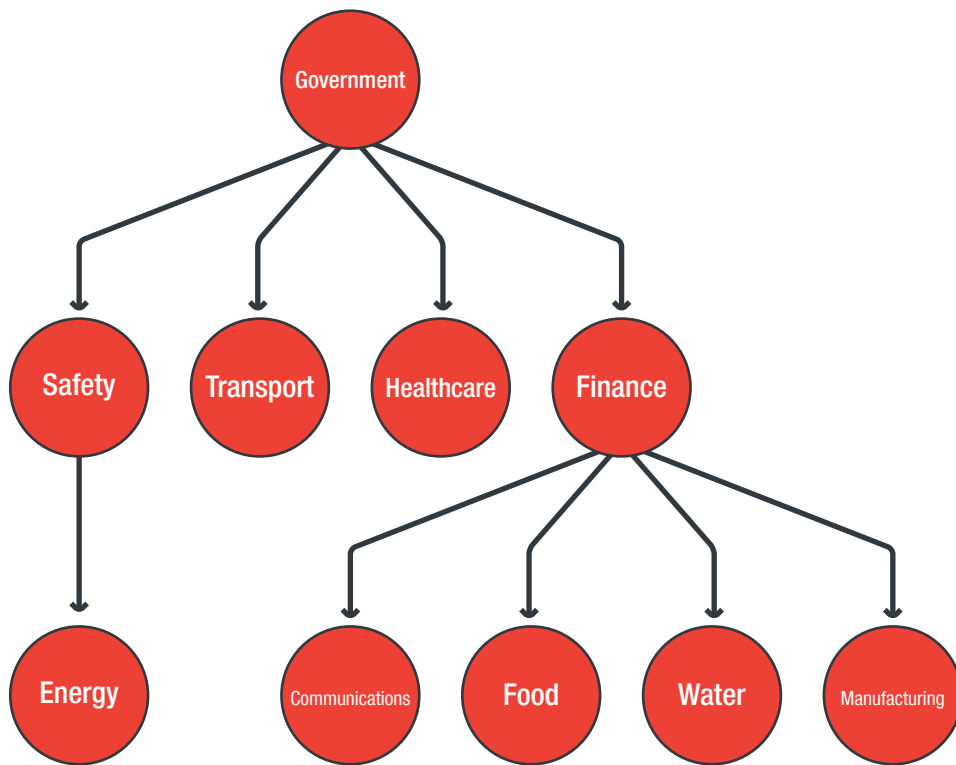 Government
Safety
Transport
Healthcare
Finance
Energy
Communications
Food
Water
Manufacturing